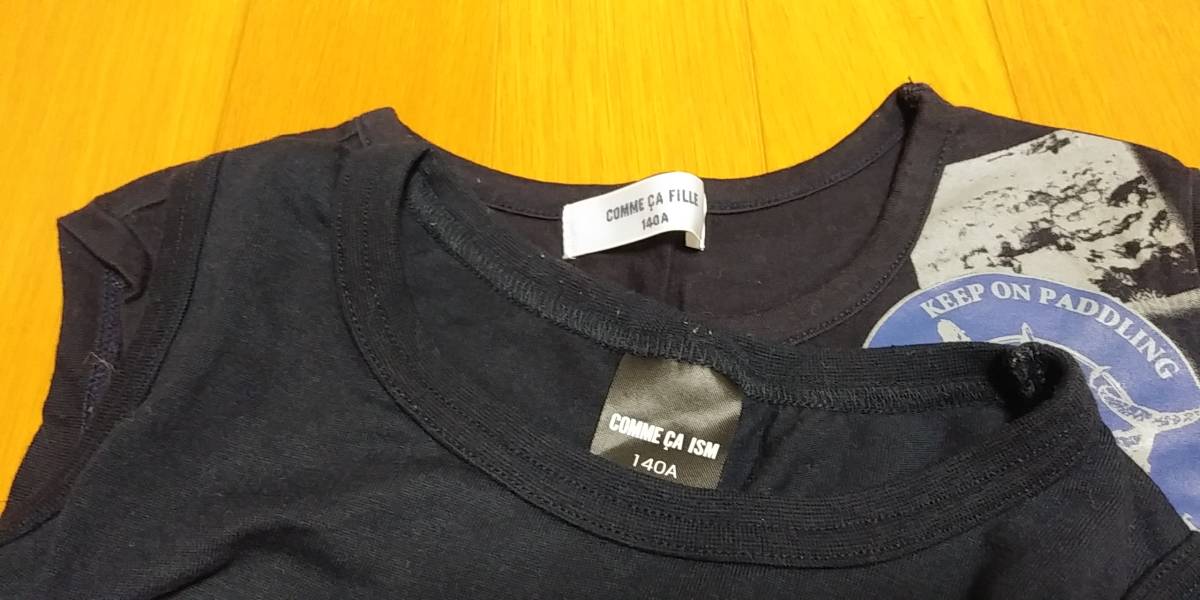 COMME ÇA FILLE
140A
KEEP ON PADDLING
COMME ÇA ISM
140A